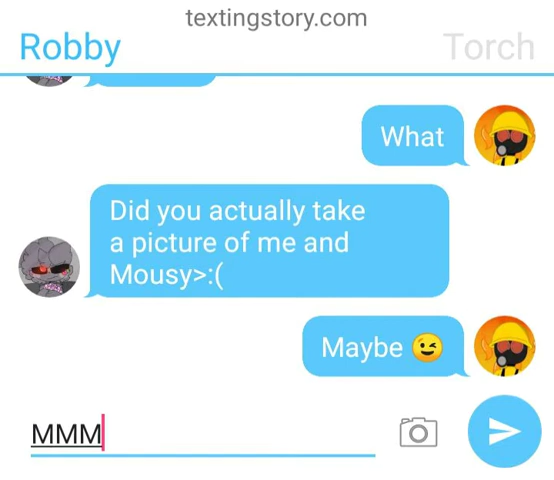 textingstory.com
Robby
Torch
What
Did you actually take
a picture of me and
Mousy>:(
Maybe 😉
MMM